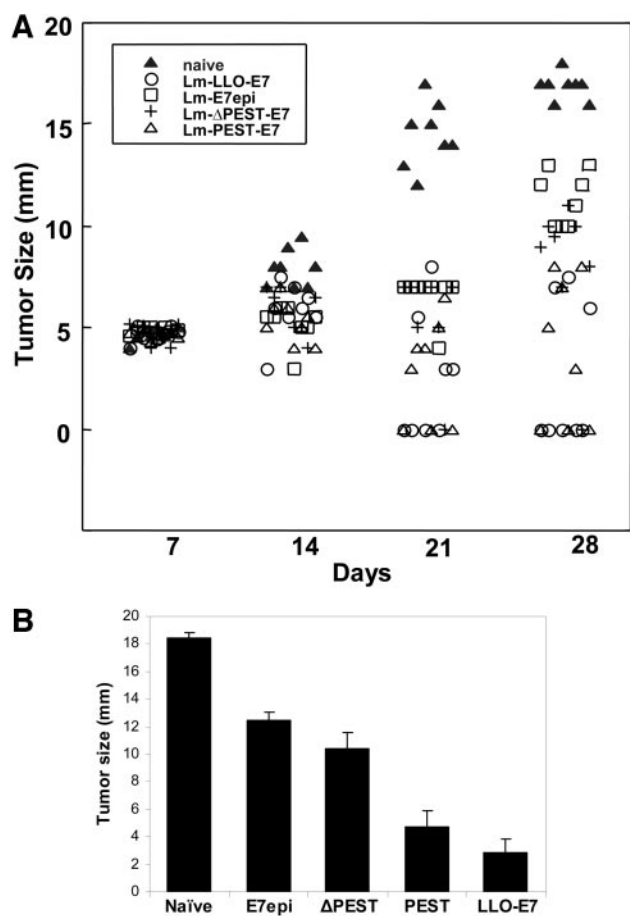 A
20
15
10
5
0
Tumor Size (mm)
naive
Lm-LLO-E7
Lm-E7epi
Lm-ΔPEST-E7
Lm-PEST-E7
7 14 21 28
Days
B
20
18
16
14
12
10
8
6
4
2
0
Tumor size (mm)
Naïve E7epi ΔPEST PEST LLO-E7